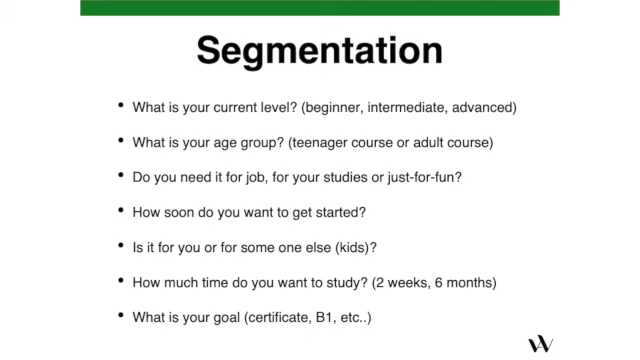 Segmentation
• What is your current level? (beginner, intermediate, advanced)
• What is your age group? (teenager course or adult course)
• Do you need it for job, for your studies or just-for-fun?
• How soon do you want to get started?
• Is it for you or for some one else (kids)?
• How much time do you want to study? (2 weeks, 6 months)
• What is your goal (certificate, B1, etc..)